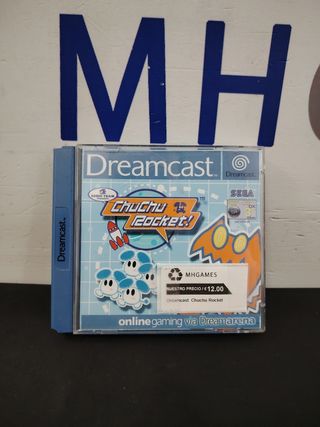 MH
Dreamcast
Dreamcast
SEGA
SONIC TEAM
ChuChu
Rocket!
Dreamcast
MHGAMES
NUESTRO PRECIO / € 12.00
Dreamcast Chuchu Rocket
online gaming via Dreamarena